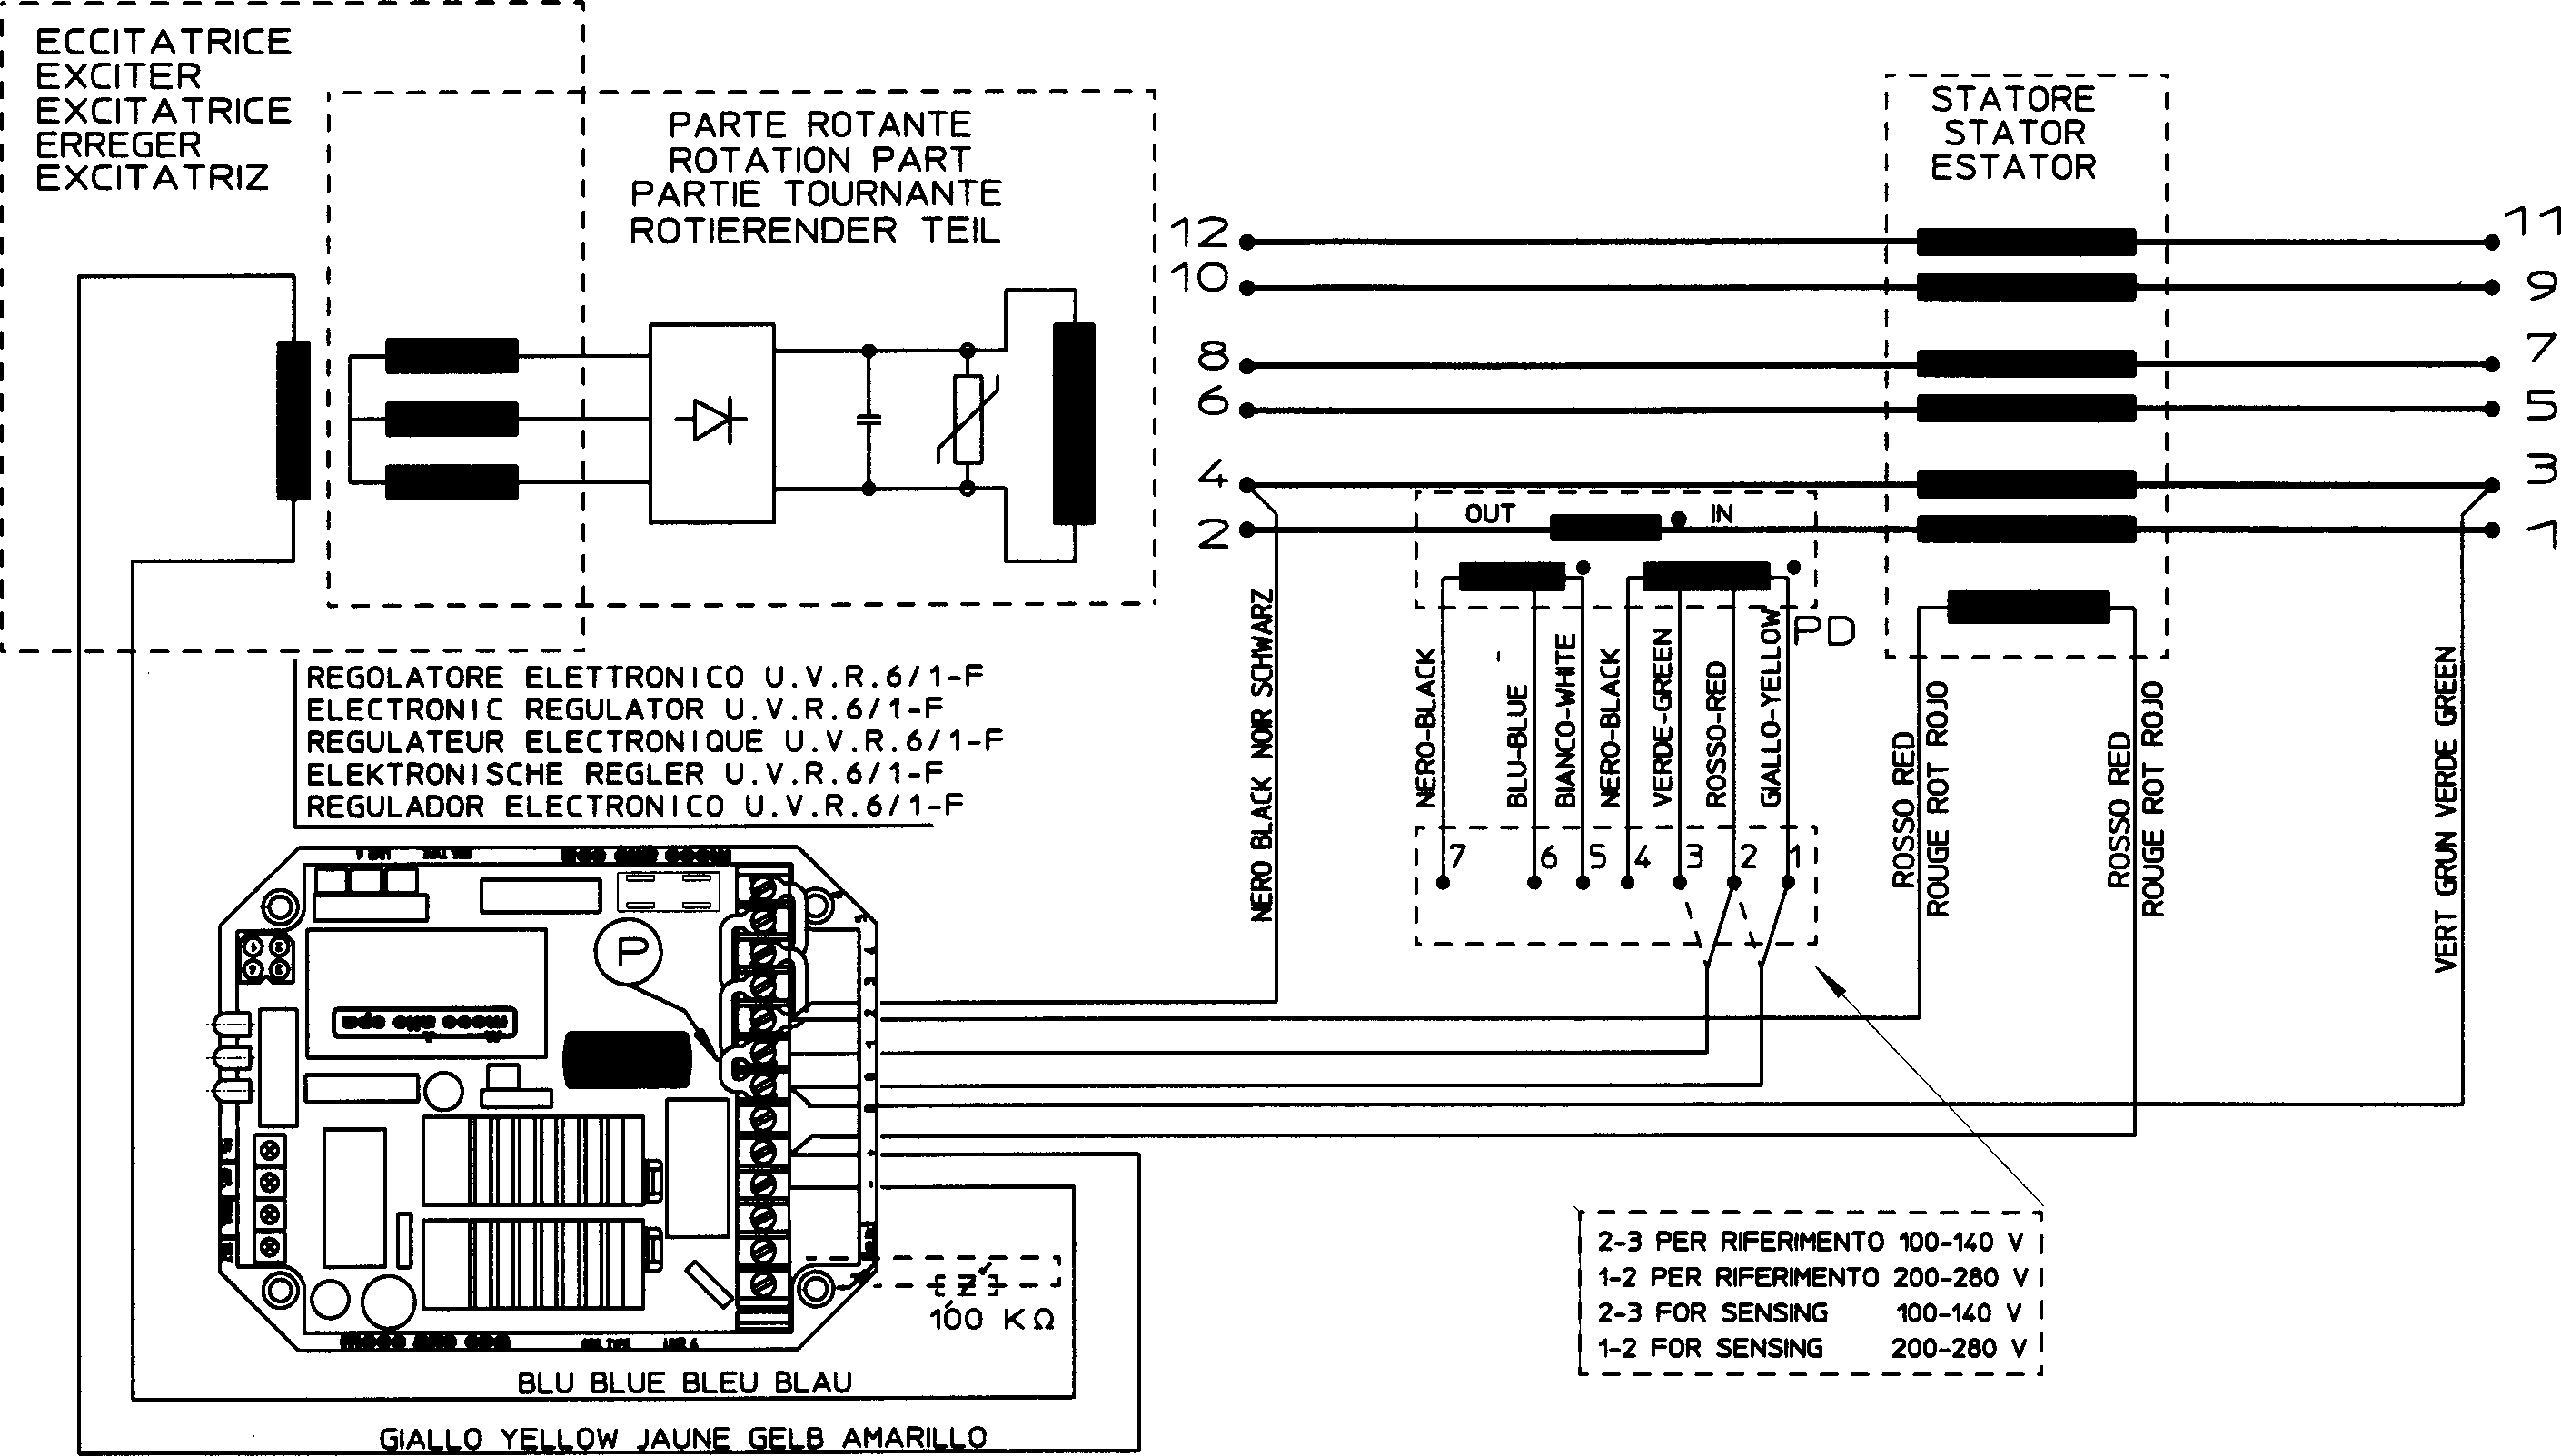 ECCITATRICE
EXCITER
EXCITATRICE
ERREGER
EXCITATRIZ
PARTE ROTANTE
ROTATION PART
PARTIE TOURNANTE
ROTIERENDER TEIL
STATORE
STATOR
ESTATOR
12
10
8
6
4
2
11
9
7
5
3
1
OUT
IN
PD
NERO-BLACK
BLU-BLUE
BIANCO-WHITE
NERO-BLACK
VERDE-GREEN
ROSSO-RED
GIALLO-YELLOW
7
6
5
4
3
2
1
NERO BLACK NOIR SCHWARZ
ROSSO RED
ROUGE ROT ROJO
ROSSO RED
ROUGE ROT ROJO
VERT GRUN VERDE GREEN
REGOLATORE ELETTRONICO U.V.R.6/1-F
ELECTRONIC REGULATOR U.V.R.6/1-F
REGULATEUR ELECTRONIQUE U.V.R.6/1-F
ELEKTRONISCHE REGLER U.V.R.6/1-F
REGULADOR ELECTRONICO U.V.R.6/1-F
P
100 KΩ
2-3 PER RIFERIMENTO 100-140 V
1-2 PER RIFERIMENTO 200-280 V
2-3 FOR SENSING 100-140 V
1-2 FOR SENSING 200-280 V
BLU BLUE BLEU BLAU
GIALLO YELLOW JAUNE GELB AMARILLO